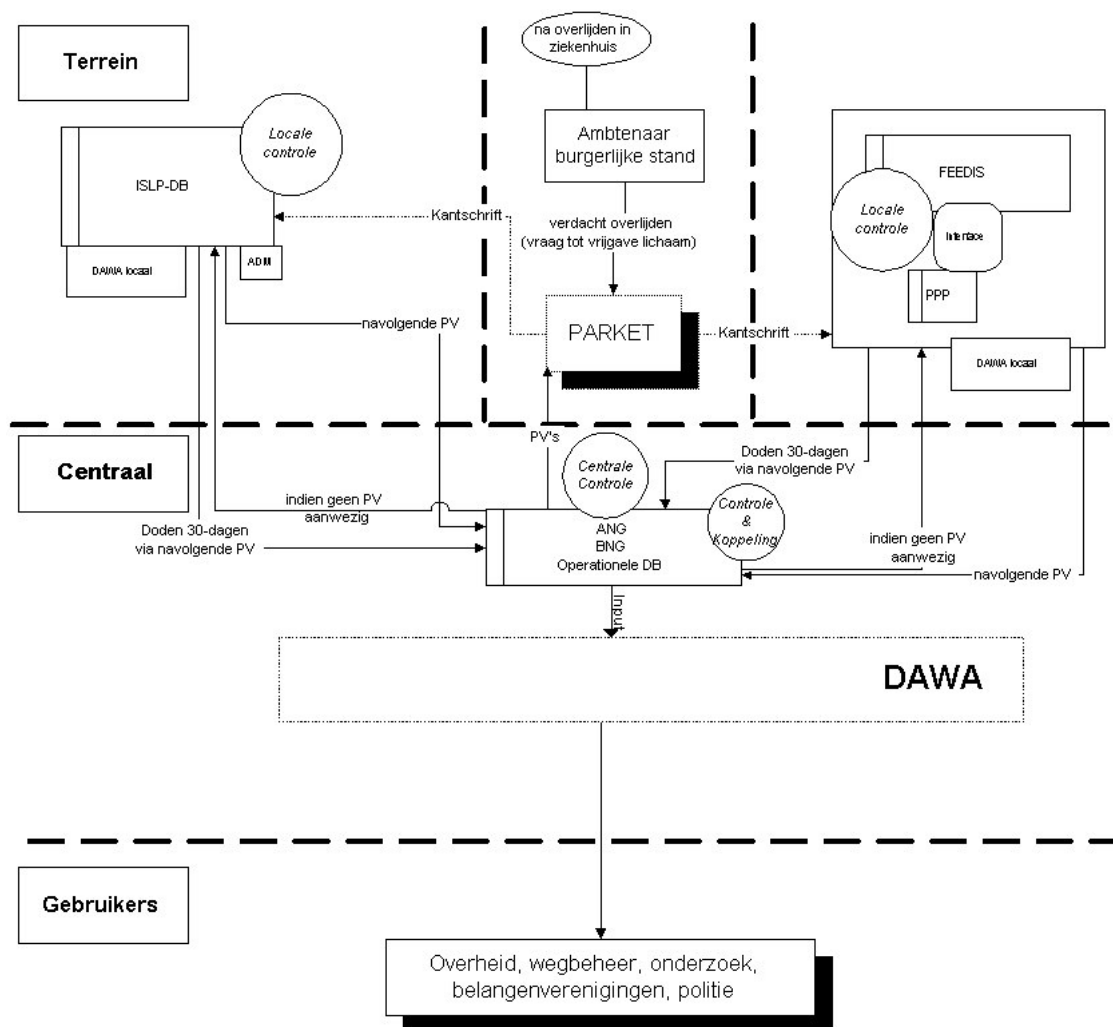 na overlijden in
ziekenhuis
Terrein
Locale
controle
Ambtenaar
burgerlijke stand
ISLP-DB
FEEDIS
Locale
controle
Interface
Kantschrift
verdacht overlijden
(vraag tot vrijgave lichaam)
ADM
DAWA locaal
PPP
navolgende PV
PARKET
Kantschrift
DAWA locaal
PV's
Centraal
Centrale
Controle
Doden 30-dagen
via navolgende PV
Controle
&
Koppeling
indien geen PV
aanwezig
Doden 30-dagen
via navolgende PV
ANG
BNG
Operationele DB
indien geen PV
aanwezig
navolgende PV
Input
DAWA
Gebruikers
Overheid, wegbeheer, onderzoek,
belangenverenigingen, politie